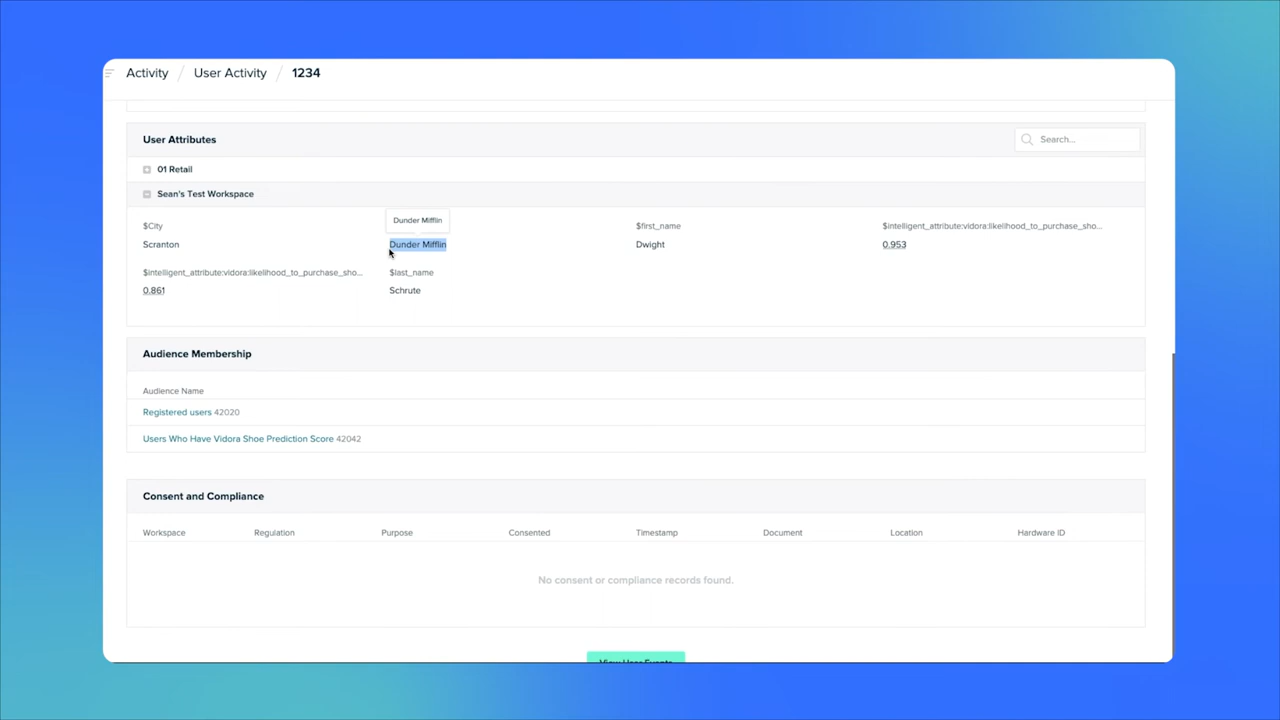 Activity / User Activity / 1234
User Attributes
Search...
01 Retail
Sean's Test Workspace
Dunder Mifflin
$City
$first_name
$intelligent_attribute:vidora:likelihood_to_purchase_sho...
Scranton
Dunder Mifflin
Dwight
0.953
$intelligent_attribute:vidora:likelihood_to_purchase_sho...
$last_name
0.861
Schrute
Audience Membership
Audience Name
Registered users 42020
Users Who Have Vidora Shoe Prediction Score 42042
Consent and Compliance
Workspace Regulation Purpose Consented Timestamp Document Location Hardware ID
No consent or compliance records found.
View User Events